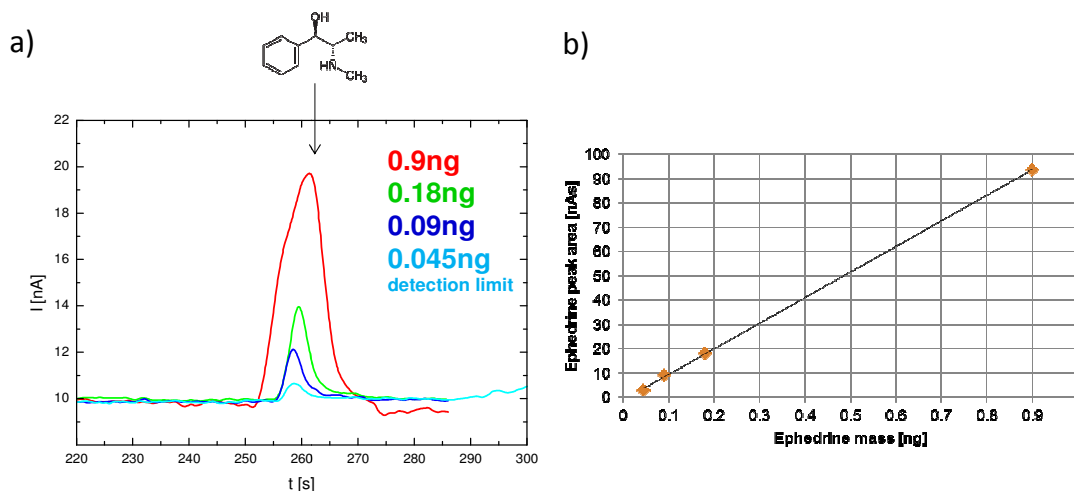 a)
OH
CH₃
HN
CH₃
0.9ng
0.18ng
0.09ng
0.045ng
detection limit
I [nA]
22
20
18
16
14
12
10
220 230 240 250 260 270 280 290 300
t [s]
b)
Ephedrine peak area [nAs]
100
90
80
70
60
50
40
30
20
10
0
0 0.1 0.2 0.3 0.4 0.5 0.6 0.7 0.8 0.9
Ephedrine mass [ng]